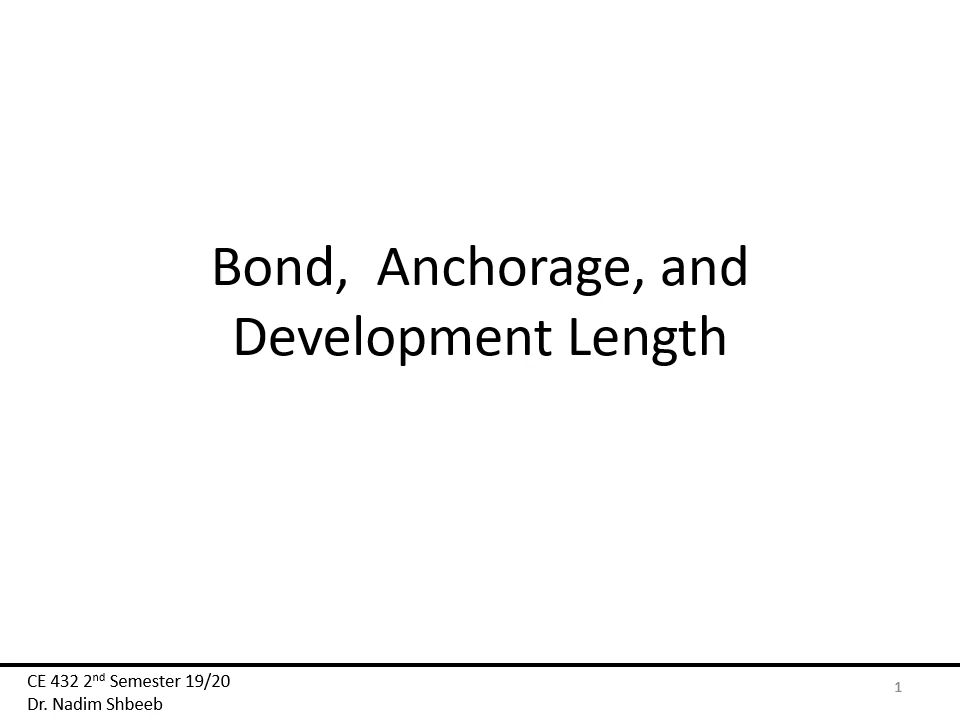 Bond,  Anchorage, and
Development Length
CE 432 2nd Semester 19/20
Dr. Nadim Shbeeb
1